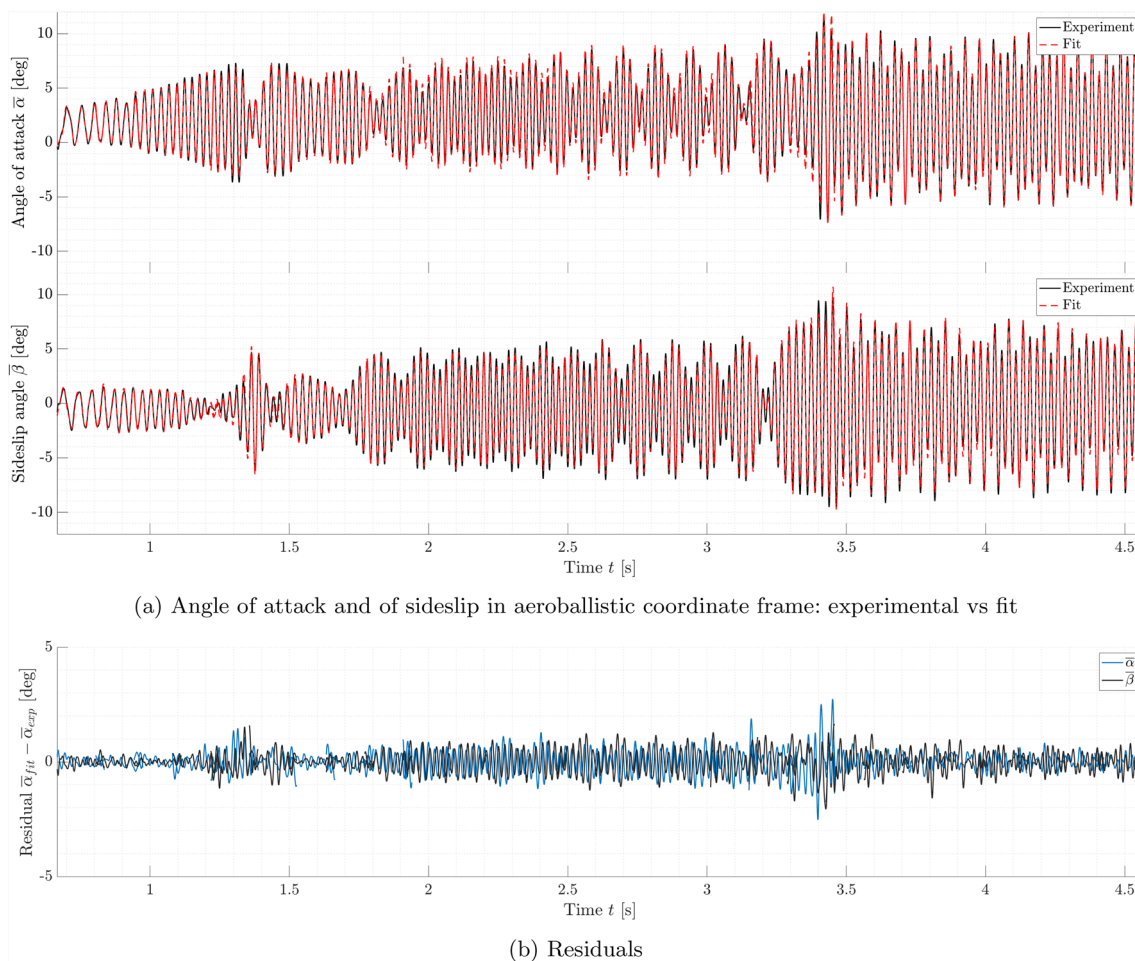 10
5
0
-5
-10
Angle of attack α̅ [deg]
Experiment
Fit
10
5
0
-5
-10
Sideslip angle β̅ [deg]
Experiment
Fit
1 1.5 2 2.5 3 3.5 4 4.5
Time t [s]
(a) Angle of attack and of sideslip in aeroballistic coordinate frame: experimental vs fit
5
0
-5
Residual α̅_fit − α̅_exp [deg]
α̅
β̅
1 1.5 2 2.5 3 3.5 4 4.5
Time t [s]
(b) Residuals